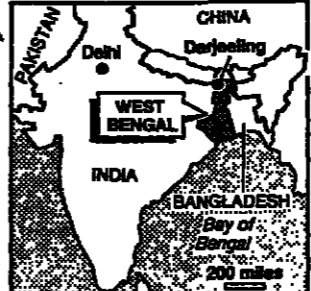 CHINA
PAKISTAN
Delhi
Darjeeling
WEST
BENGAL
INDIA
BANGLADESH
Bay of
Bengal
200 miles